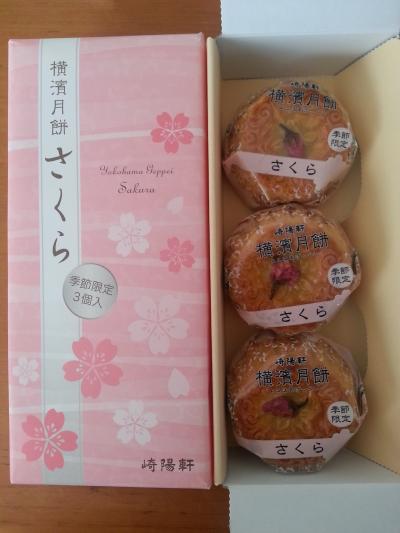 横濱月餅
さくら
Yokohama Geppei
Sakura
季節限定
3個入
崎陽軒
崎陽軒
横濱月餅
季節
限定
さくら
崎陽軒
横濱月餅
季節
限定
さくら
崎陽軒
横濱月餅
季節
限定
さくら